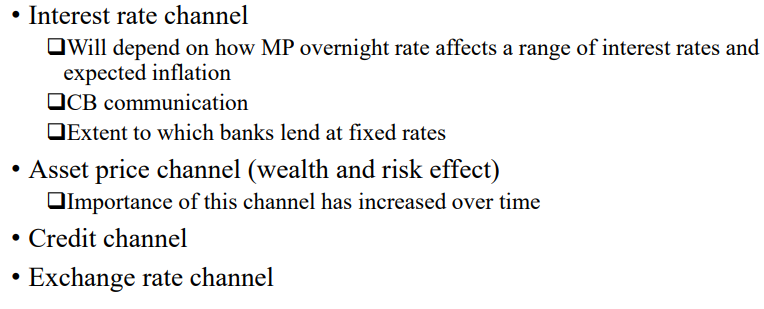 • Interest rate channel
❑Will depend on how MP overnight rate affects a range of interest rates and
expected inflation
❑CB communication
❑Extent to which banks lend at fixed rates
• Asset price channel (wealth and risk effect)
❑Importance of this channel has increased over time
• Credit channel
• Exchange rate channel